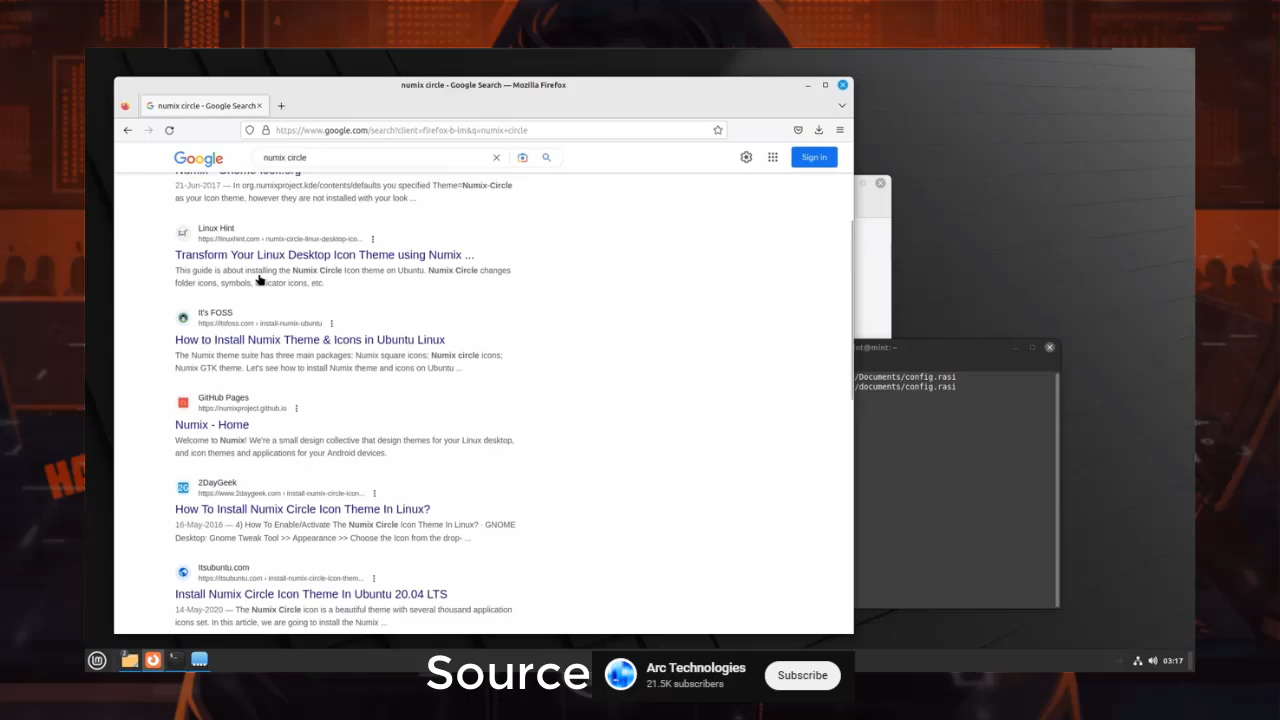 numix circle - Google Search — Mozilla Firefox
numix circle - Google Search
https://www.google.com/search?client=firefox-b-lm&q=numix+circle
Google
numix circle
Sign in
21-Jun-2017 — In org.numixproject.kde/contents/defaults you specified Theme=Numix-Circle
as your icon theme, however they are not installed with your look ...
Linux Hint
https://linuxhint.com › numix-circle-linux-desktop-ico...
Transform Your Linux Desktop Icon Theme using Numix ...
This guide is about installing the Numix Circle Icon theme on Ubuntu. Numix Circle changes
folder icons, symbols, indicator icons, etc.
It's FOSS
https://itsfoss.com › install-numix-ubuntu
How to Install Numix Theme & Icons in Ubuntu Linux
The Numix theme suite has three main packages: Numix square icons; Numix circle icons;
Numix GTK theme. Let's see how to install Numix theme and icons on Ubuntu ...
GitHub Pages
https://numixproject.github.io
Numix - Home
Welcome to Numix! We're a small design collective that design themes for your Linux desktop,
and icon themes and applications for your Android devices.
2DayGeek
https://www.2daygeek.com › install-numix-circle-icon...
How To Install Numix Circle Icon Theme In Linux?
16-May-2016 — 4) How To Enable/Activate The Numix Circle Icon Theme In Linux? · GNOME
Desktop: Gnome Tweak Tool >> Appearance >> Choose the Icon from the drop- ...
Itsubuntu.com
https://itsubuntu.com › install-numix-circle-icon-them...
Install Numix Circle Icon Theme In Ubuntu 20.04 LTS
14-May-2020 — The Numix Circle icon is a beautiful theme with several thousand application
icons set. In this article, we are going to install the Numix ...
nt@mint:~
/Documents/config.rasi
/documents/config.rasi
03:17
Source
Arc Technologies
21.5K subscribers
Subscribe